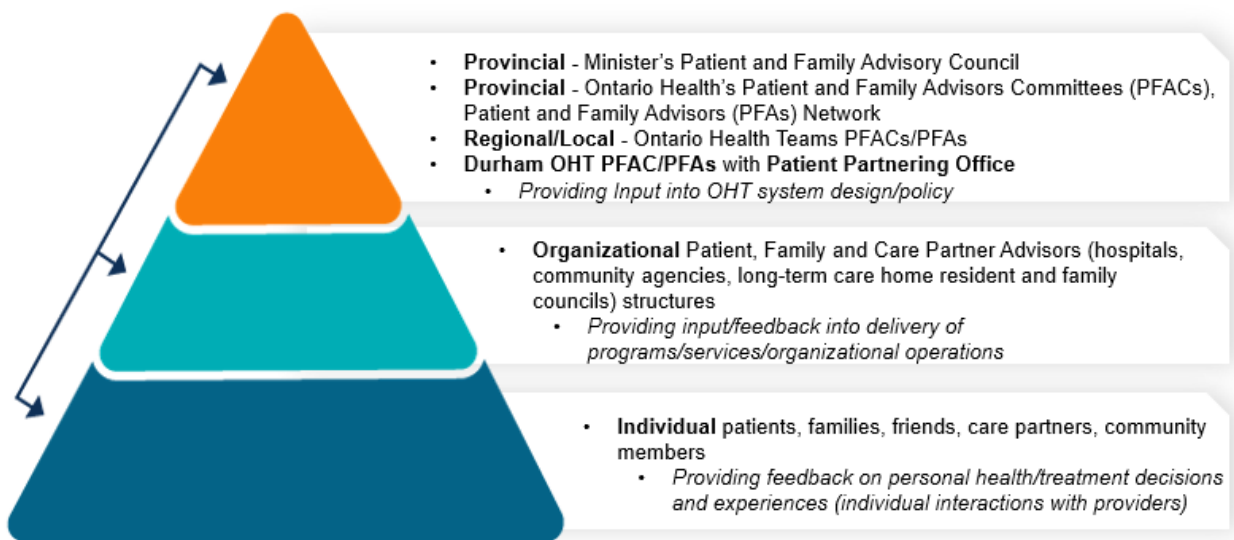 • Provincial - Minister's Patient and Family Advisory Council
• Provincial - Ontario Health's Patient and Family Advisors Committees (PFACs),
Patient and Family Advisors (PFAs) Network
• Regional/Local - Ontario Health Teams PFACs/PFAs
• Durham OHT PFAC/PFAs with Patient Partnering Office
• Providing Input into OHT system design/policy
• Organizational Patient, Family and Care Partner Advisors (hospitals,
community agencies, long-term care home resident and family
councils) structures
• Providing input/feedback into delivery of
programs/services/organizational operations
• Individual patients, families, friends, care partners, community
members
• Providing feedback on personal health/treatment decisions
and experiences (individual interactions with providers)